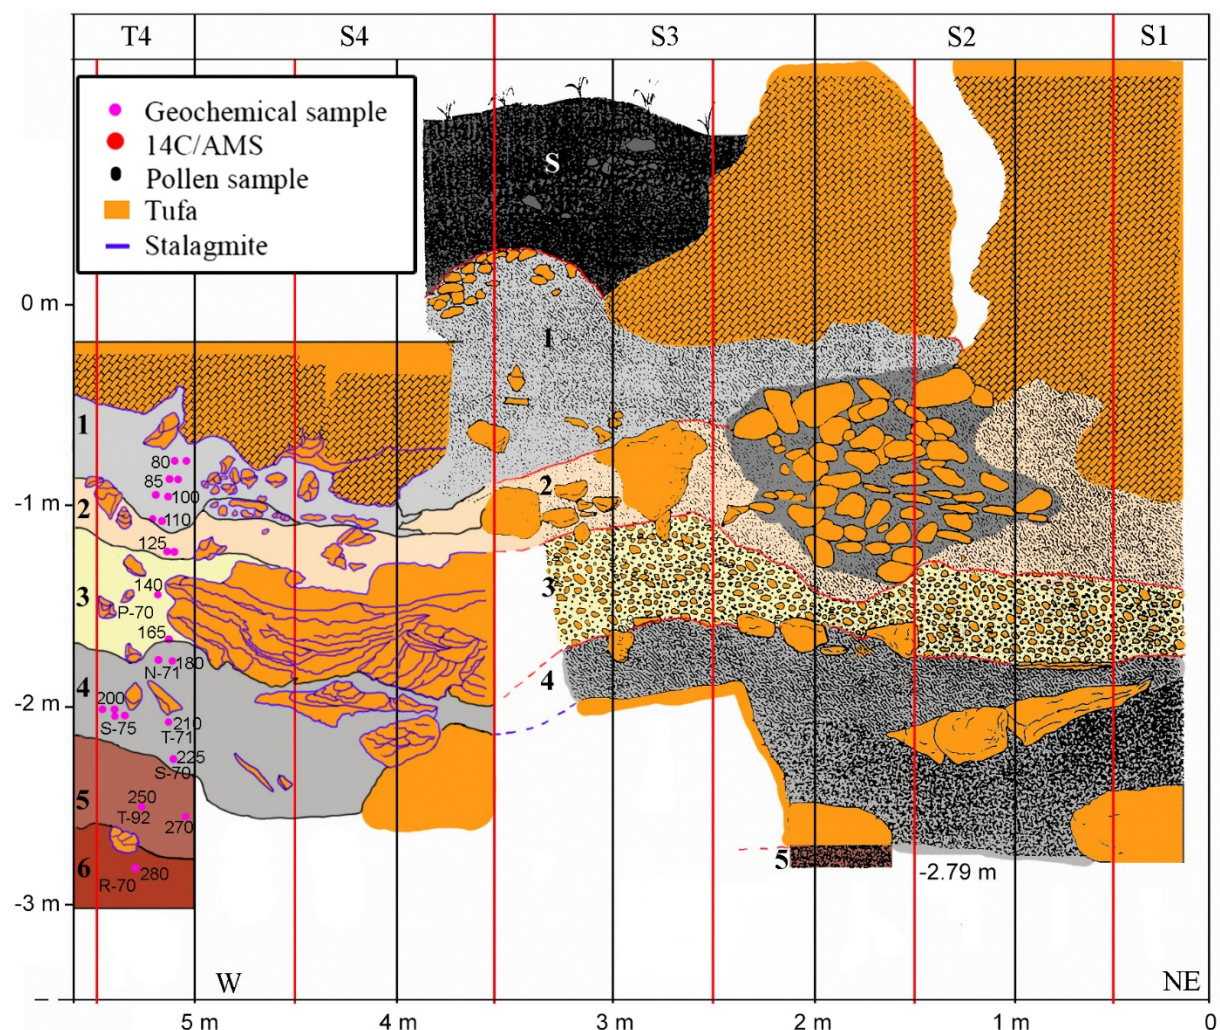 T4 S4 S3 S2 S1
Geochemical sample
14C/AMS
Pollen sample
Tufa
Stalagmite
S
0 m
1
1
80
85
100
-1 m
2
2
110
125
140
3
3
P-70
165
180
N-71
4
4
200
-2 m
S-75
210
T-71
225
S-70
5
250
T-92
270
5
-2.79 m
6
280
R-70
-3 m
W
NE
5 m 4 m 3 m 2 m 1 m 0